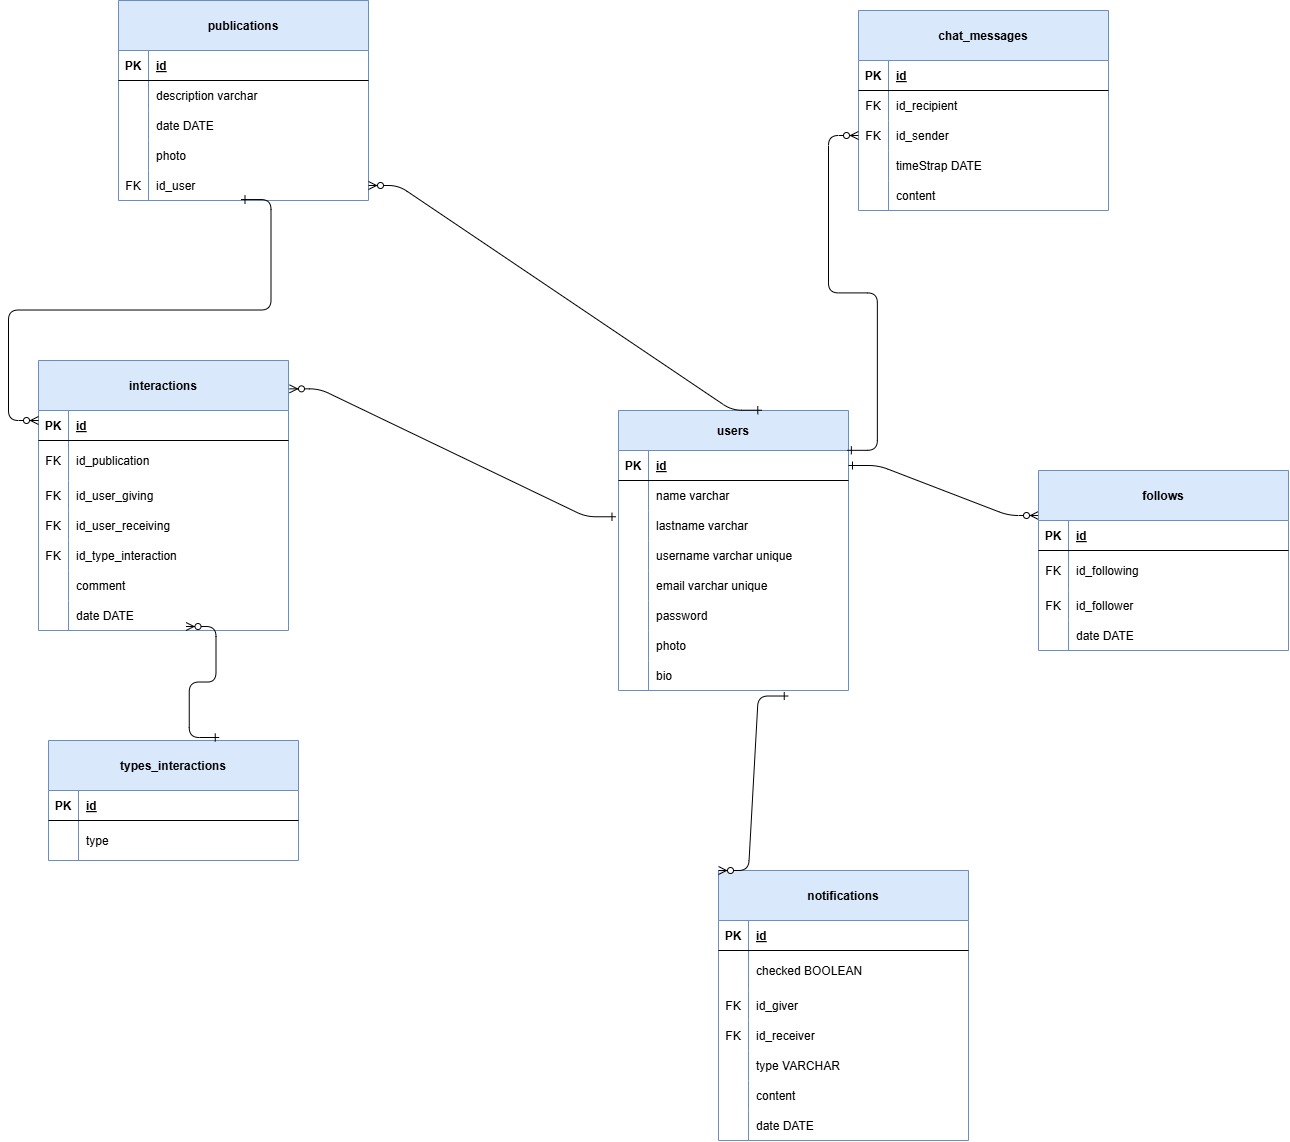 publications
PK id
description varchar
date DATE
photo
FK id_user
chat_messages
PK id
FK id_recipient
FK id_sender
timeStrap DATE
content
interactions
PK id
FK id_publication
FK id_user_giving
FK id_user_receiving
FK id_type_interaction
comment
date DATE
users
PK id
name varchar
lastname varchar
username varchar unique
email varchar unique
password
photo
bio
follows
PK id
FK id_following
FK id_follower
date DATE
types_interactions
PK id
type
notifications
PK id
checked BOOLEAN
FK id_giver
FK id_receiver
type VARCHAR
content
date DATE